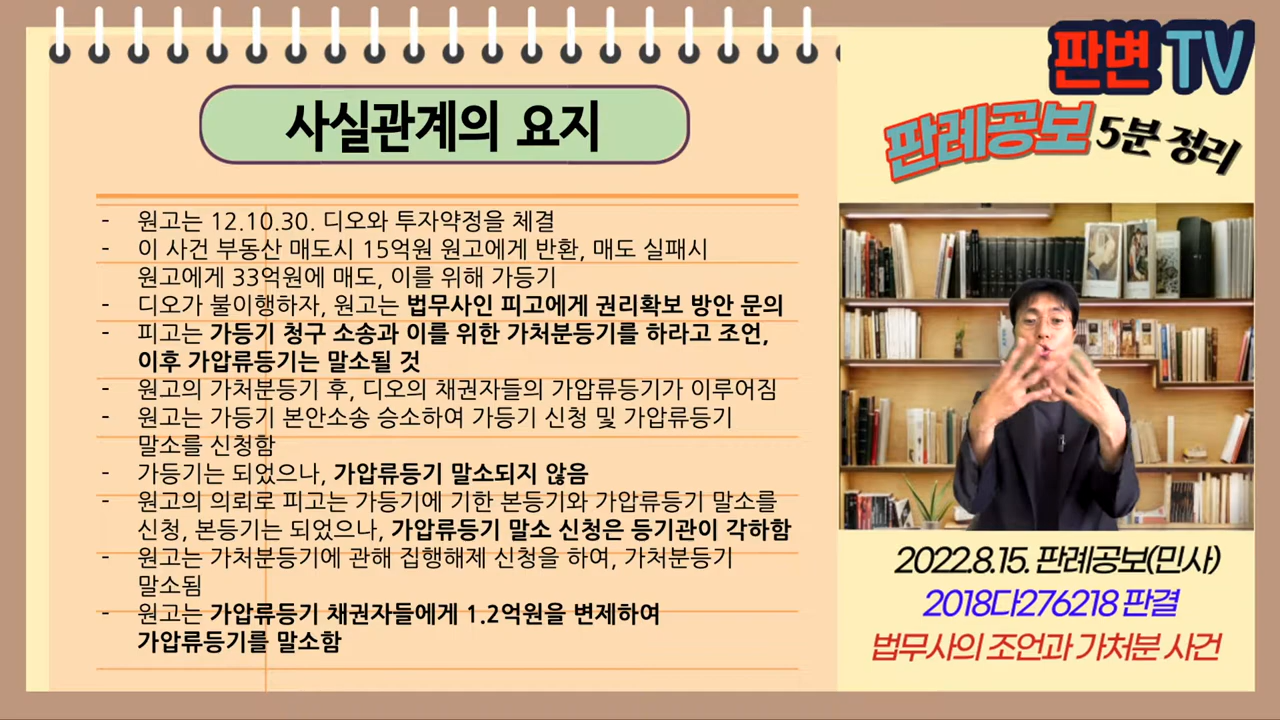 사실관계의 요지
- 원고는 12.10.30. 디오와 투자약정을 체결
- 이 사건 부동산 매도시 15억원 원고에게 반환, 매도 실패시
원고에게 33억원에 매도, 이를 위해 가등기
- 디오가 불이행하자, 원고는 법무사인 피고에게 권리확보 방안 문의
- 피고는 가등기 청구 소송과 이를 위한 가처분등기를 하라고 조언,
이후 가압류등기는 말소될 것
- 원고의 가처분등기 후, 디오의 채권자들의 가압류등기가 이루어짐
- 원고는 가등기 본안소송 승소하여 가등기 신청 및 가압류등기
말소를 신청함
- 가등기는 되었으나, 가압류등기 말소되지 않음
- 원고의 의뢰로 피고는 가등기에 기한 본등기와 가압류등기 말소를
신청, 본등기는 되었으나, 가압류등기 말소 신청은 등기관이 각하함
- 원고는 가처분등기에 관해 집행해제 신청을 하여, 가처분등기
말소됨
- 원고는 가압류등기 채권자들에게 1.2억원을 변제하여
가압류등기를 말소함
판변 TV
판례공보 5분 정리
2022.8.15. 판례공보(민사)
2018다276218 판결
법무사의 조언과 가처분 사건